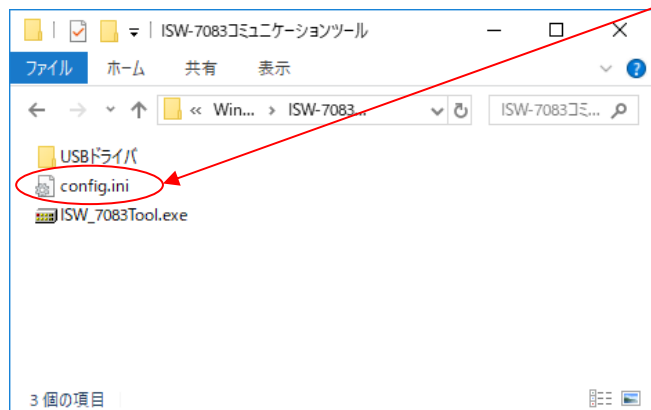 ISW-7083コミュニケーションツール
ファイル ホーム 共有 表示
« Win... › ISW-7083... ISW-7083コミ...
USBドライバ
config.ini
ISW_7083Tool.exe
3 個の項目